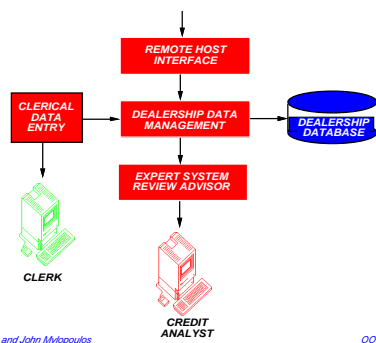 REMOTE HOST
INTERFACE
CLERICAL
DATA
ENTRY
DEALERSHIP DATA
MANAGEMENT
DEALERSHIP
DATABASE
EXPERT SYSTEM
REVIEW ADVISOR
CLERK
CREDIT
ANALYST
and John Mylopoulos
OO